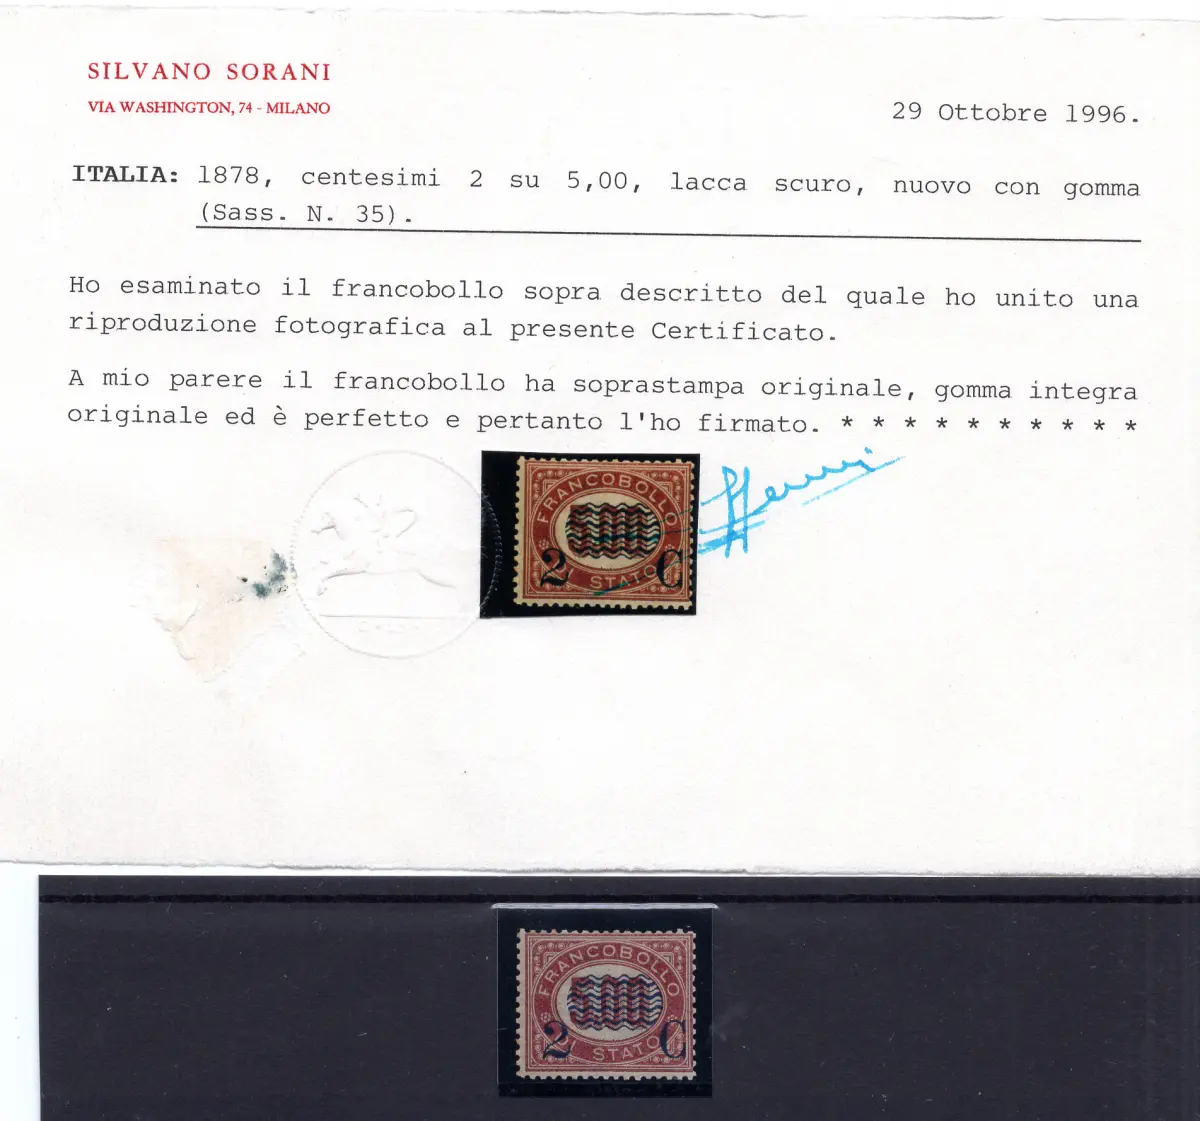 SILVANO SORANI
VIA WASHINGTON, 74 - MILANO
29 Ottobre 1996.
ITALIA: 1878, centesimi 2 su 5,00, lacca scuro, nuovo con gomma
(Sass. N. 35).
Ho esaminato il francobollo sopra descritto del quale ho unito una
riproduzione fotografica al presente Certificato.
A mio parere il francobollo ha soprastampa originale, gomma integra
originale ed è perfetto e pertanto l'ho firmato. * * * * * * * * * *
FRANCOBOLLO
2 C
DI STATO
FRANCOBOLLO
2 C
DI STATO